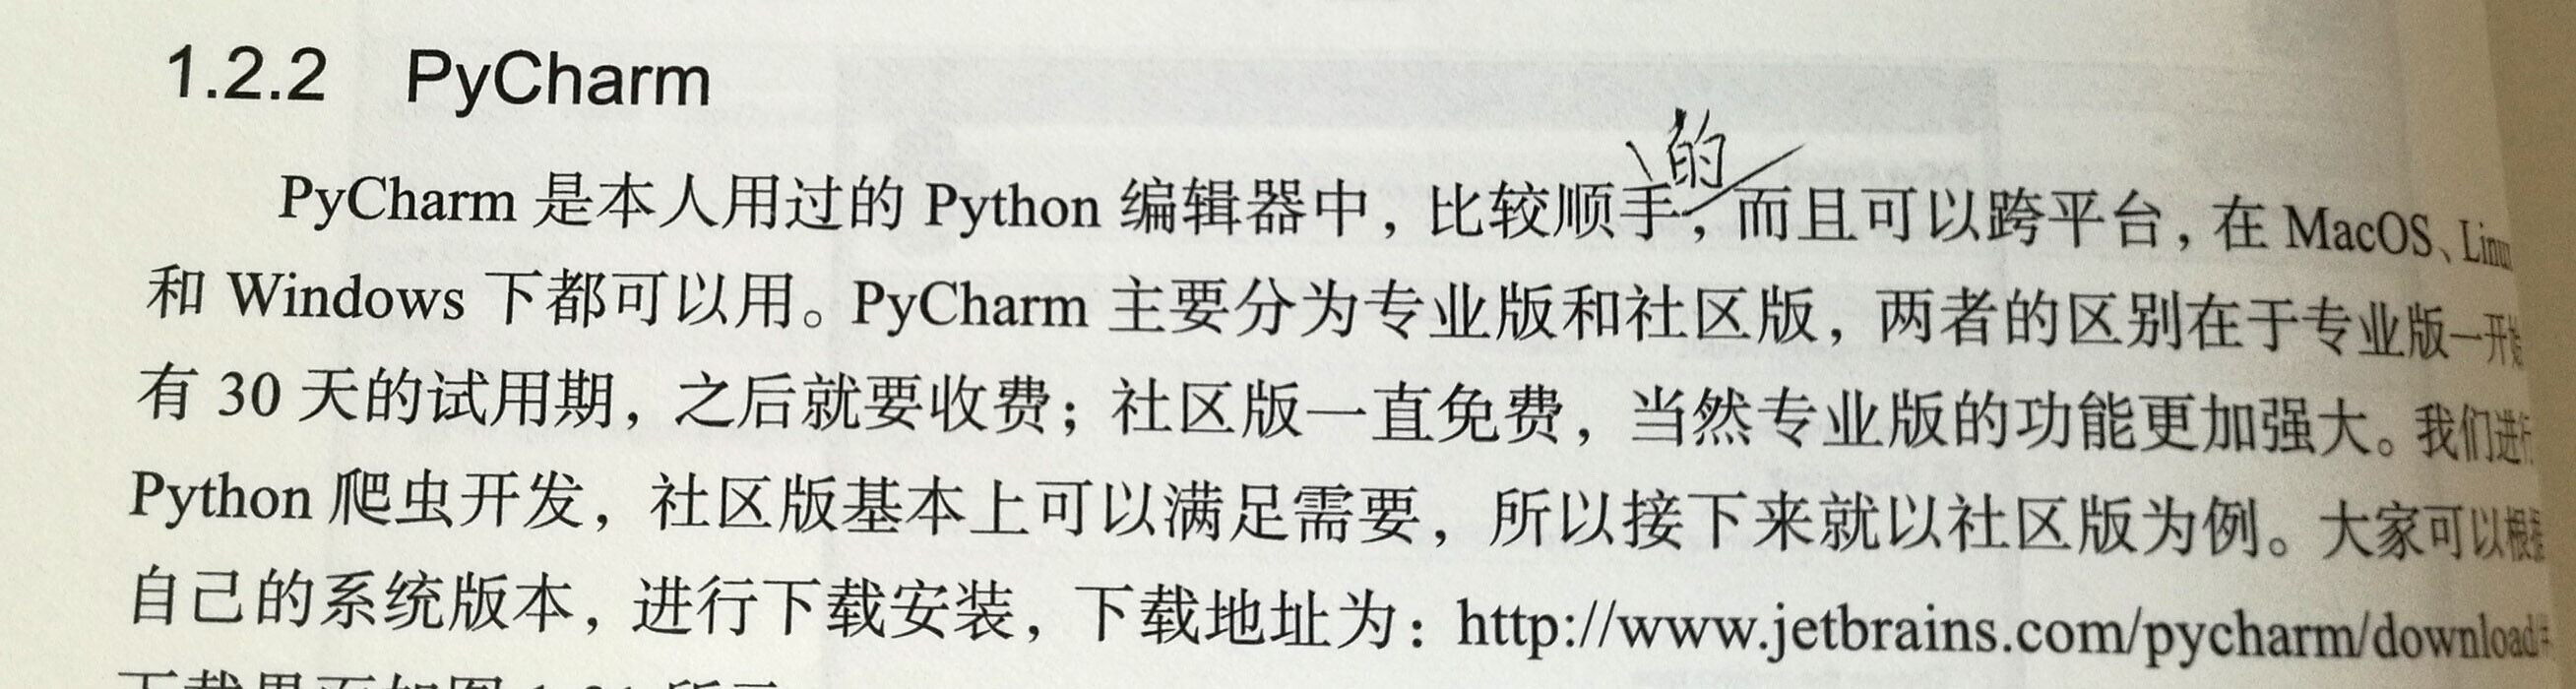 1.2.2 PyCharm
的
PyCharm 是本人用过的 Python 编辑器中，比较顺手，而且可以跨平台，在 MacOS、Linu
和 Windows 下都可以用。PyCharm 主要分为专业版和社区版，两者的区别在于专业版一开始
有 30 天的试用期，之后就要收费；社区版一直免费，当然专业版的功能更加强大。我们进行
Python 爬虫开发，社区版基本上可以满足需要，所以接下来就以社区版为例。大家可以根据
自己的系统版本，进行下载安装，下载地址为：http://www.jetbrains.com/pycharm/download
下载界面如图